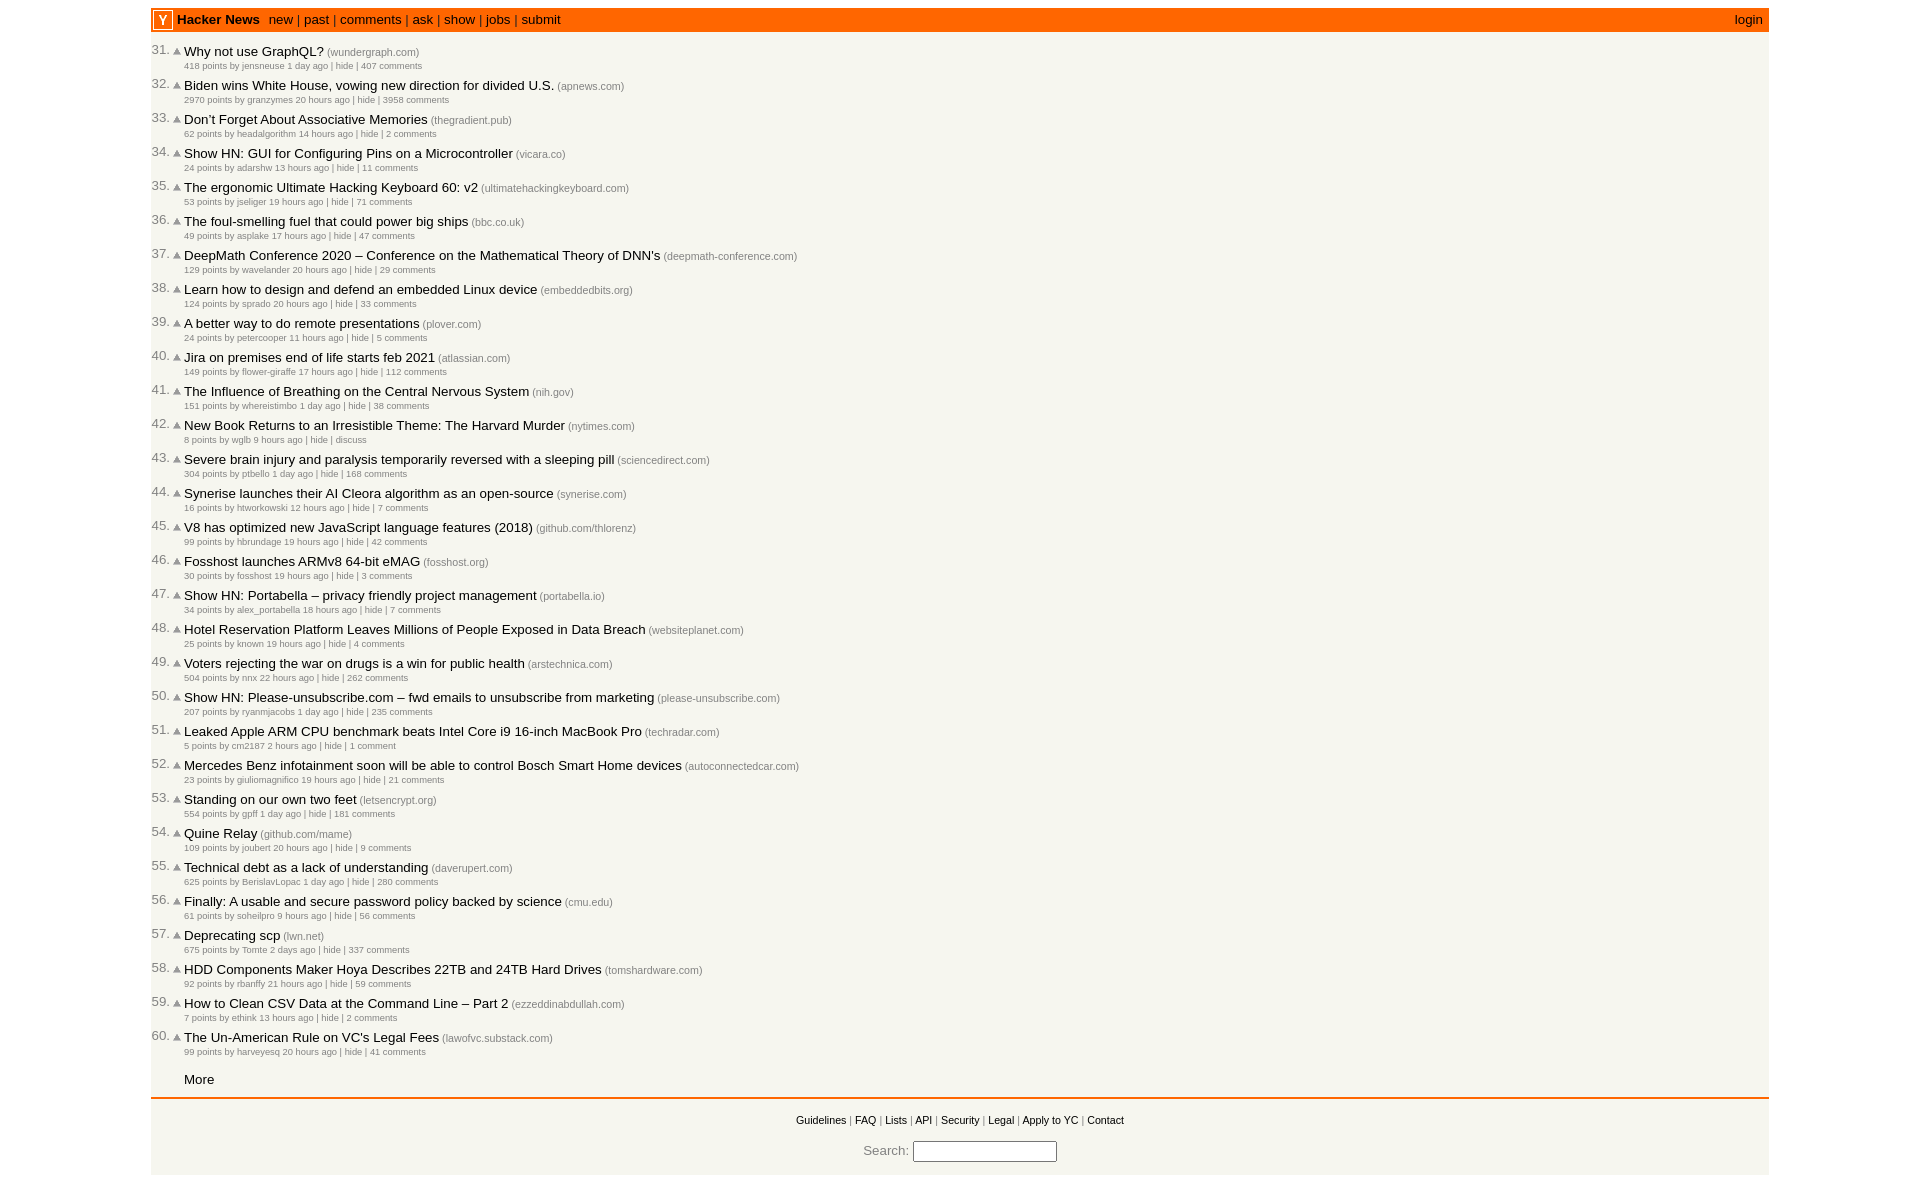 Y Hacker News new | past | comments | ask | show | jobs | submit login
31. Why not use GraphQL? (wundergraph.com)
418 points by jensneuse 1 day ago | hide | 407 comments
32. Biden wins White House, vowing new direction for divided U.S. (apnews.com)
2970 points by granzymes 20 hours ago | hide | 3958 comments
33. Don’t Forget About Associative Memories (thegradient.pub)
62 points by headalgorithm 14 hours ago | hide | 2 comments
34. Show HN: GUI for Configuring Pins on a Microcontroller (vicara.co)
24 points by adarshw 13 hours ago | hide | 11 comments
35. The ergonomic Ultimate Hacking Keyboard 60: v2 (ultimatehackingkeyboard.com)
53 points by jseliger 19 hours ago | hide | 71 comments
36. The foul-smelling fuel that could power big ships (bbc.co.uk)
49 points by asplake 17 hours ago | hide | 47 comments
37. DeepMath Conference 2020 – Conference on the Mathematical Theory of DNN's (deepmath-conference.com)
129 points by wavelander 20 hours ago | hide | 29 comments
38. Learn how to design and defend an embedded Linux device (embeddedbits.org)
124 points by sprado 20 hours ago | hide | 33 comments
39. A better way to do remote presentations (plover.com)
24 points by petercooper 11 hours ago | hide | 5 comments
40. Jira on premises end of life starts feb 2021 (atlassian.com)
149 points by flower-giraffe 17 hours ago | hide | 112 comments
41. The Influence of Breathing on the Central Nervous System (nih.gov)
151 points by whereistimbo 1 day ago | hide | 38 comments
42. New Book Returns to an Irresistible Theme: The Harvard Murder (nytimes.com)
8 points by wglb 9 hours ago | hide | discuss
43. Severe brain injury and paralysis temporarily reversed with a sleeping pill (sciencedirect.com)
304 points by ptbello 1 day ago | hide | 168 comments
44. Synerise launches their AI Cleora algorithm as an open-source (synerise.com)
16 points by htworkowski 12 hours ago | hide | 7 comments
45. V8 has optimized new JavaScript language features (2018) (github.com/thlorenz)
99 points by hbrundage 19 hours ago | hide | 42 comments
46. Fosshost launches ARMv8 64-bit eMAG (fosshost.org)
30 points by fosshost 19 hours ago | hide | 3 comments
47. Show HN: Portabella – privacy friendly project management (portabella.io)
34 points by alex_portabella 18 hours ago | hide | 7 comments
48. Hotel Reservation Platform Leaves Millions of People Exposed in Data Breach (websiteplanet.com)
25 points by known 19 hours ago | hide | 4 comments
49. Voters rejecting the war on drugs is a win for public health (arstechnica.com)
504 points by nnx 22 hours ago | hide | 262 comments
50. Show HN: Please-unsubscribe.com – fwd emails to unsubscribe from marketing (please-unsubscribe.com)
207 points by ryanmjacobs 1 day ago | hide | 235 comments
51. Leaked Apple ARM CPU benchmark beats Intel Core i9 16-inch MacBook Pro (techradar.com)
5 points by cm2187 2 hours ago | hide | 1 comment
52. Mercedes Benz infotainment soon will be able to control Bosch Smart Home devices (autoconnectedcar.com)
23 points by giuliomagnifico 19 hours ago | hide | 21 comments
53. Standing on our own two feet (letsencrypt.org)
554 points by gpff 1 day ago | hide | 181 comments
54. Quine Relay (github.com/mame)
109 points by joubert 20 hours ago | hide | 9 comments
55. Technical debt as a lack of understanding (daverupert.com)
625 points by BerislavLopac 1 day ago | hide | 280 comments
56. Finally: A usable and secure password policy backed by science (cmu.edu)
61 points by soheilpro 9 hours ago | hide | 56 comments
57. Deprecating scp (lwn.net)
675 points by Tomte 2 days ago | hide | 337 comments
58. HDD Components Maker Hoya Describes 22TB and 24TB Hard Drives (tomshardware.com)
92 points by rbanffy 21 hours ago | hide | 59 comments
59. How to Clean CSV Data at the Command Line – Part 2 (ezzeddinabdullah.com)
7 points by ethink 13 hours ago | hide | 2 comments
60. The Un-American Rule on VC's Legal Fees (lawofvc.substack.com)
99 points by harveyesq 20 hours ago | hide | 41 comments
More
Guidelines | FAQ | Lists | API | Security | Legal | Apply to YC | Contact
Search: